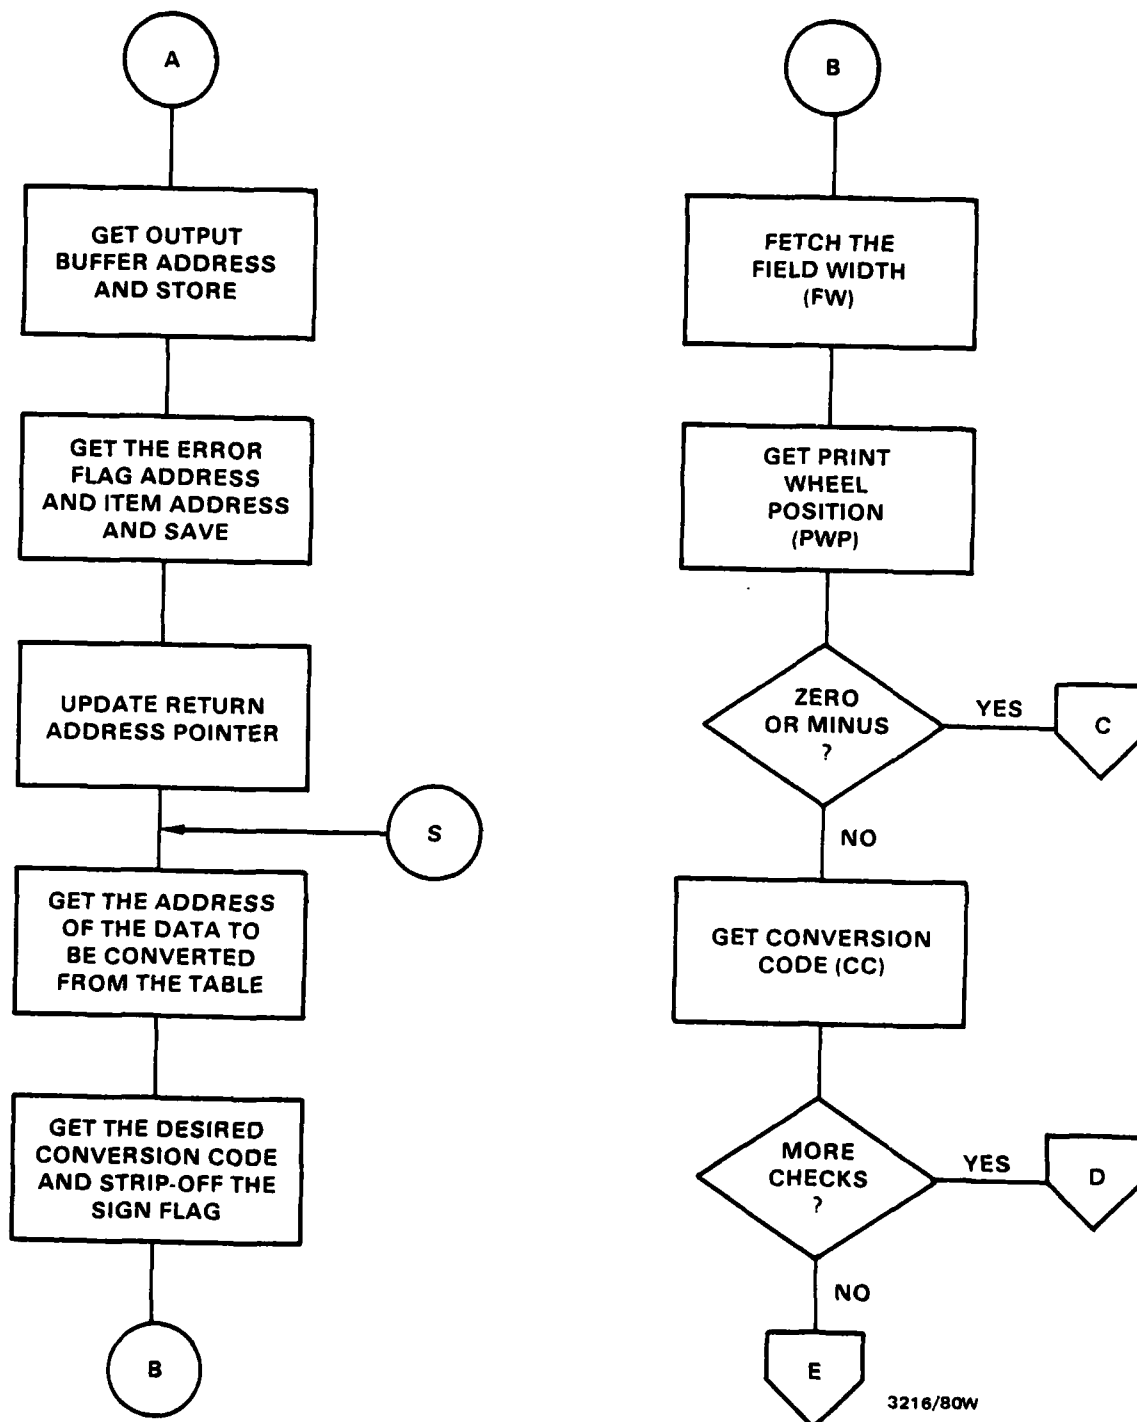 A
GET OUTPUT
BUFFER ADDRESS
AND STORE
GET THE ERROR
FLAG ADDRESS
AND ITEM ADDRESS
AND SAVE
UPDATE RETURN
ADDRESS POINTER
S
GET THE ADDRESS
OF THE DATA TO
BE CONVERTED
FROM THE TABLE
GET THE DESIRED
CONVERSION CODE
AND STRIP-OFF THE
SIGN FLAG
B
B
FETCH THE
FIELD WIDTH
(FW)
GET PRINT
WHEEL
POSITION
(PWP)
ZERO
OR MINUS
?
YES
C
NO
GET CONVERSION
CODE (CC)
MORE
CHECKS
?
YES
D
NO
E
3216/80W